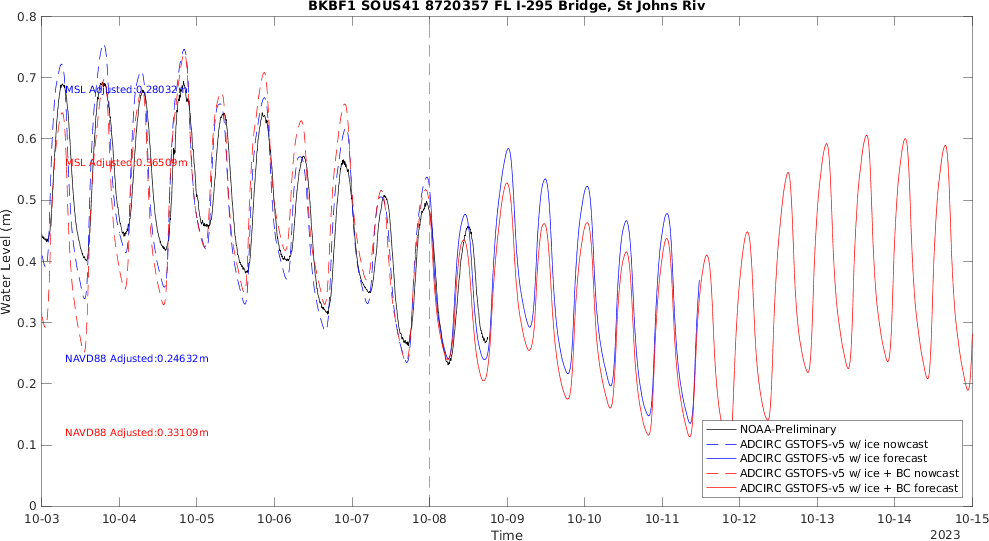 BKBF1 SOUS41 8720357 FL I-295 Bridge, St Johns Riv
0.8
0.7
0.6
0.5
0.4
0.3
0.2
0.1
0
Water Level (m)
MSL Adjusted:0.28032m
MSL Adjusted:0.36509m
NAVD88 Adjusted:0.24632m
NAVD88 Adjusted:0.33109m
NOAA-Preliminary
ADCIRC GSTOFS-v5 w/ ice nowcast
ADCIRC GSTOFS-v5 w/ ice forecast
ADCIRC GSTOFS-v5 w/ ice + BC nowcast
ADCIRC GSTOFS-v5 w/ ice + BC forecast
10-03 10-04 10-05 10-06 10-07 10-08 10-09 10-10 10-11 10-12 10-13 10-14 10-15
Time
2023